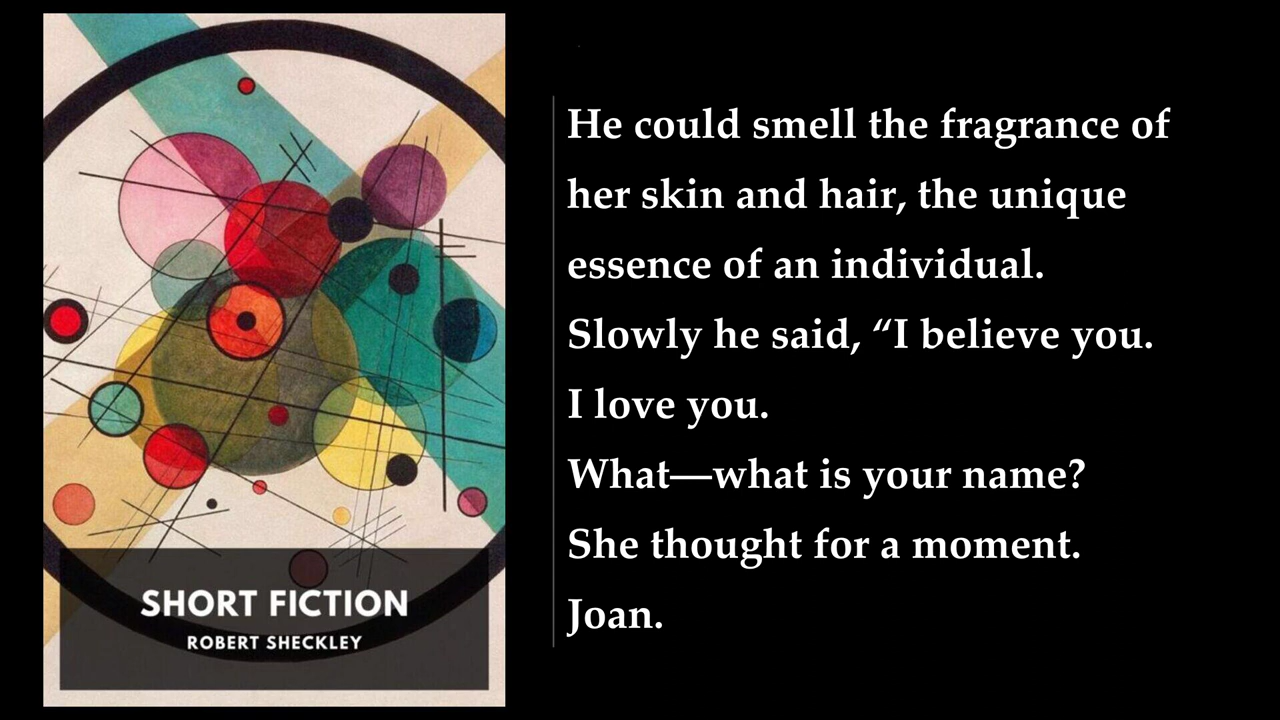 SHORT FICTION
ROBERT SHECKLEY
He could smell the fragrance of
her skin and hair, the unique
essence of an individual.
Slowly he said, “I believe you.
I love you.
What—what is your name?
She thought for a moment.
Joan.